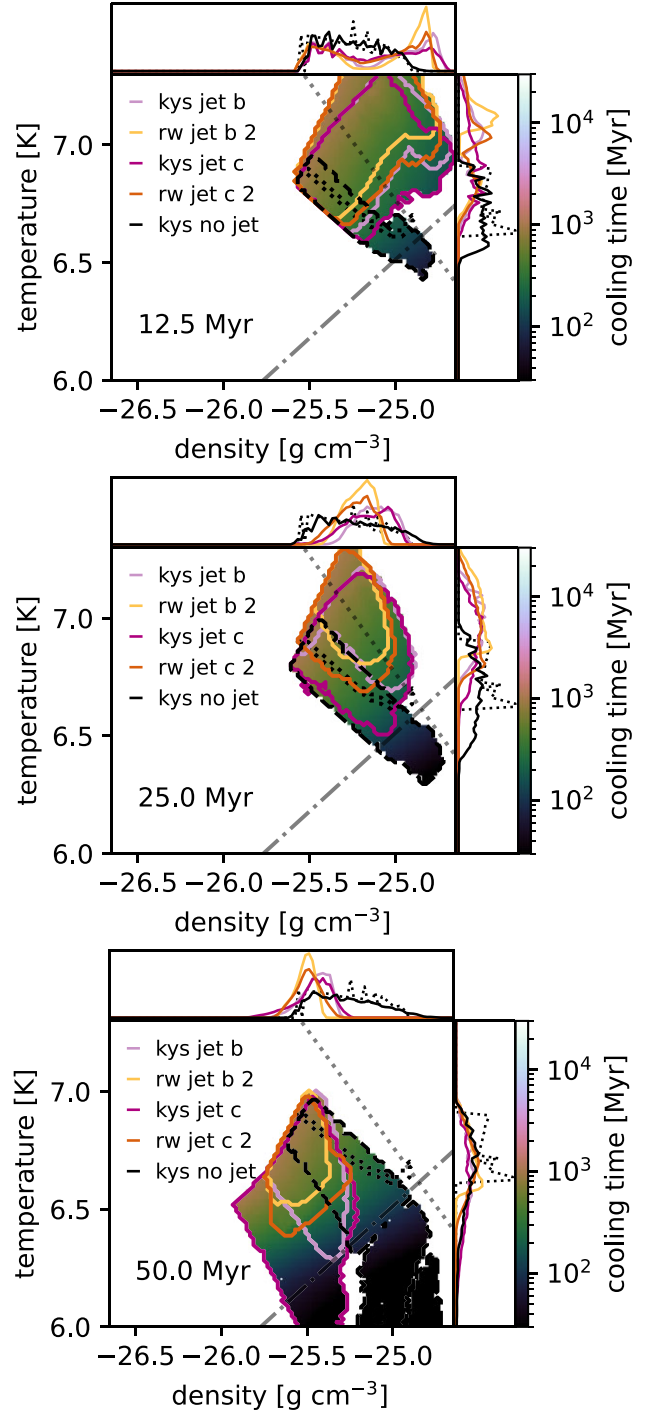 kys jet b
rw jet b 2
kys jet c
rw jet c 2
kys no jet
12.5 Myr
temperature [K]
7.0
6.5
6.0
−26.5 −26.0 −25.5 −25.0
density [g cm⁻³]
10⁴
10³
10²
cooling time [Myr]
kys jet b
rw jet b 2
kys jet c
rw jet c 2
kys no jet
25.0 Myr
temperature [K]
7.0
6.5
6.0
−26.5 −26.0 −25.5 −25.0
density [g cm⁻³]
10⁴
10³
10²
cooling time [Myr]
kys jet b
rw jet b 2
kys jet c
rw jet c 2
kys no jet
50.0 Myr
temperature [K]
7.0
6.5
6.0
−26.5 −26.0 −25.5 −25.0
density [g cm⁻³]
10⁴
10³
10²
cooling time [Myr]